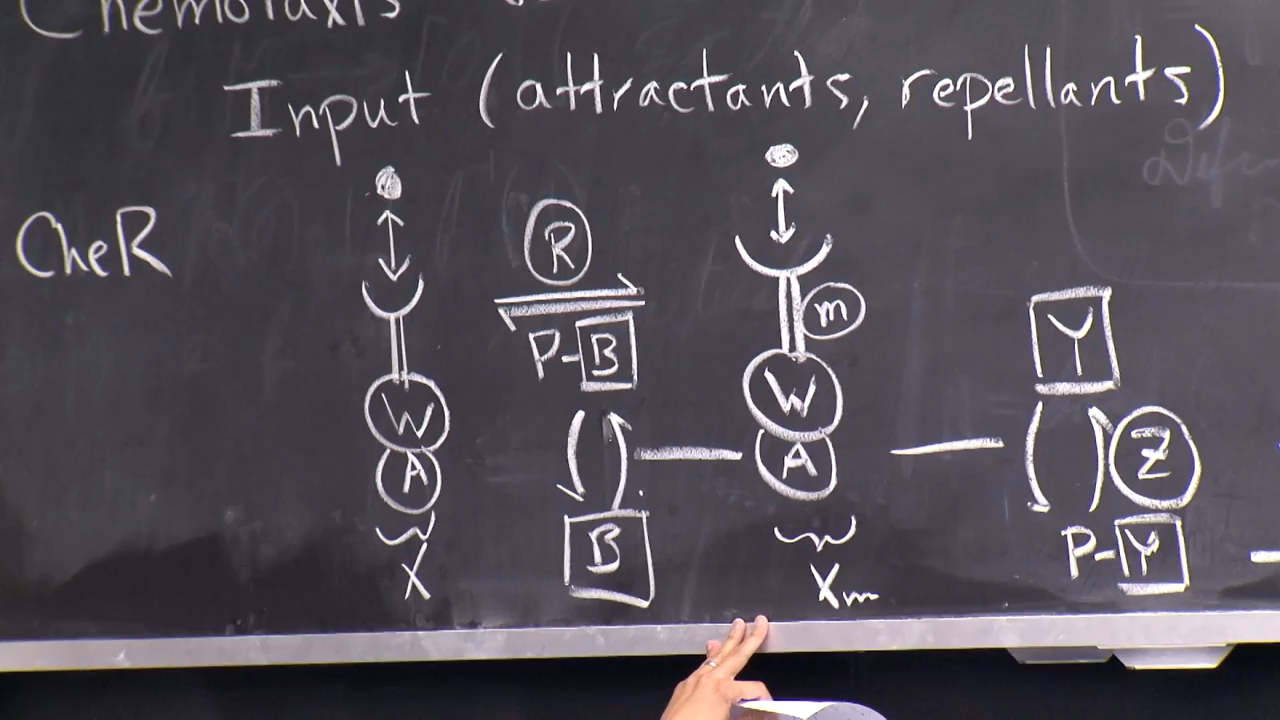 Chemotaxis
Input (attractants, repellants)
CheR
R
P-B
m
Y
W
W
A
A
Z
B
P-Y
X
Xm